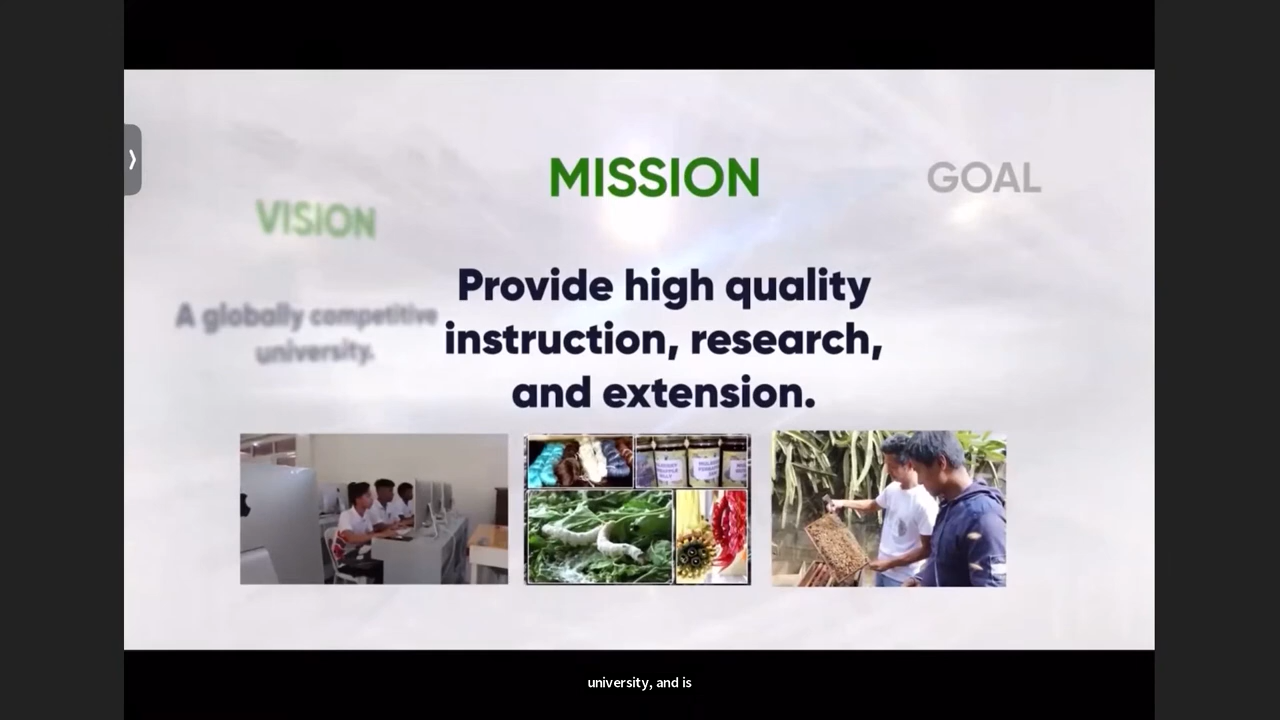 MISSION
GOAL
VISION
Provide high quality
instruction, research,
and extension.
A globally competitive
university.
university, and is